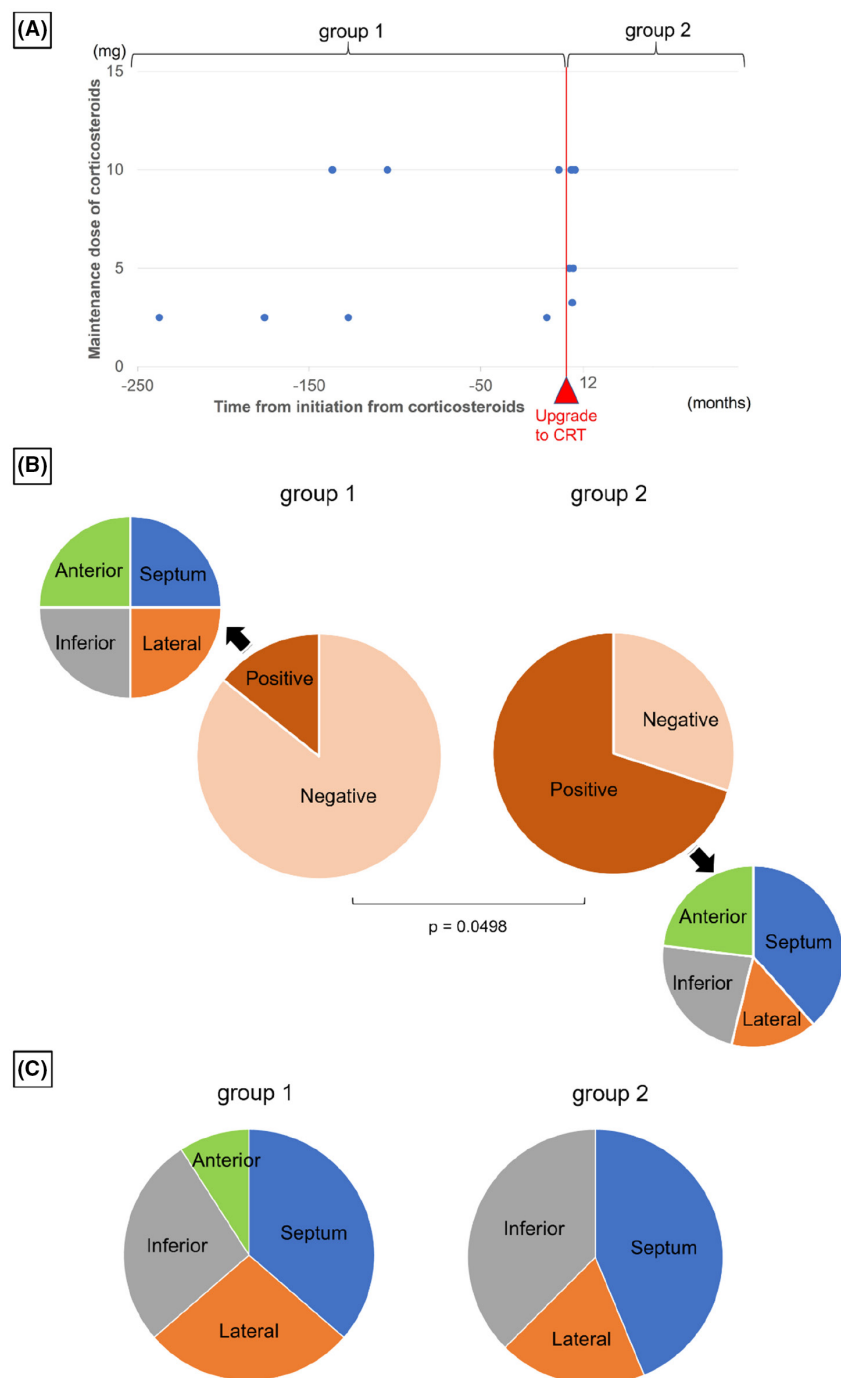 (A)
group 1
group 2
(mg)
15
10
5
0
Maintenance dose of corticosteroids
-250
-150
-50
12
Time from initiation from corticosteroids
(months)
Upgrade
to CRT
(B)
group 1
group 2
Anterior
Septum
Inferior
Lateral
Positive
Negative
Negative
Positive
p = 0.0498
Anterior
Septum
Inferior
Lateral
(C)
group 1
group 2
Anterior
Septum
Inferior
Lateral
Inferior
Septum
Lateral